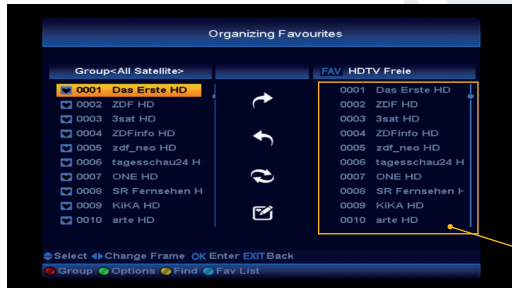 Organizing Favourites
Group<All Satellite>
FAV HDTV Freie
0001 Das Erste HD
0002 ZDF HD
0003 3sat HD
0004 ZDFinfo HD
0005 zdf_neo HD
0006 tagesschau24 H
0007 ONE HD
0008 SR Fernsehen H
0009 KiKA HD
0010 arte HD
0001 Das Erste HD
0002 ZDF HD
0003 3sat HD
0004 ZDFinfo HD
0005 zdf_neo HD
0006 tagesschau24 H
0007 ONE HD
0008 SR Fernsehen H
0009 KiKA HD
0010 arte HD
Select Change Frame OK Enter EXIT Back
Group Options Find Fav List